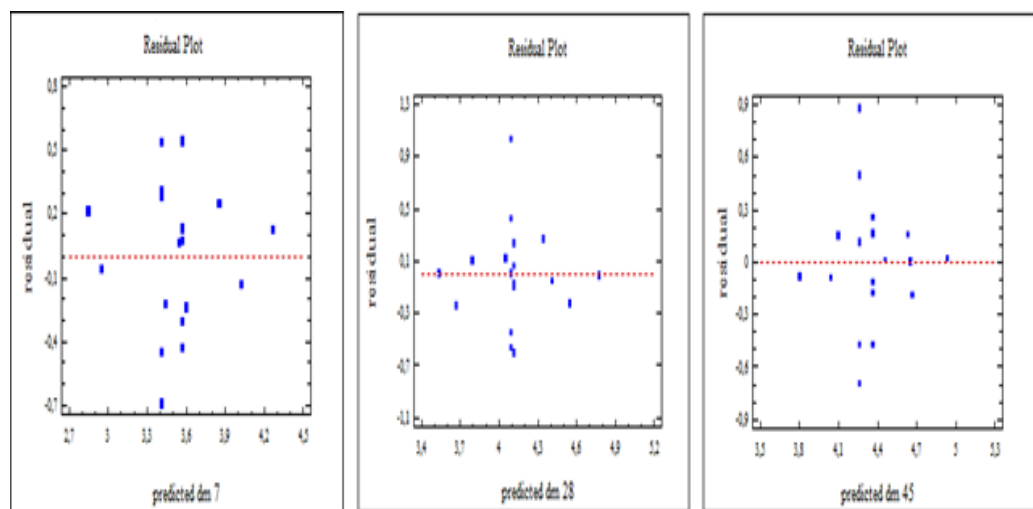 Residual Plot
0,8
0,5
0,2
-0,1
-0,4
-0,7
residual
2,7 3 3,3 3,6 3,9 4,2 4,5
predicted dm 7
Residual Plot
1,3
0,9
0,5
0,1
-0,3
-0,7
-1,1
residual
3,4 3,7 4 4,3 4,6 4,9 5,2
predicted dm 28
Residual Plot
0,9
0,6
0,3
0
-0,3
-0,6
-0,9
residual
3,5 3,8 4,1 4,4 4,7 5 5,3
predicted dm 45